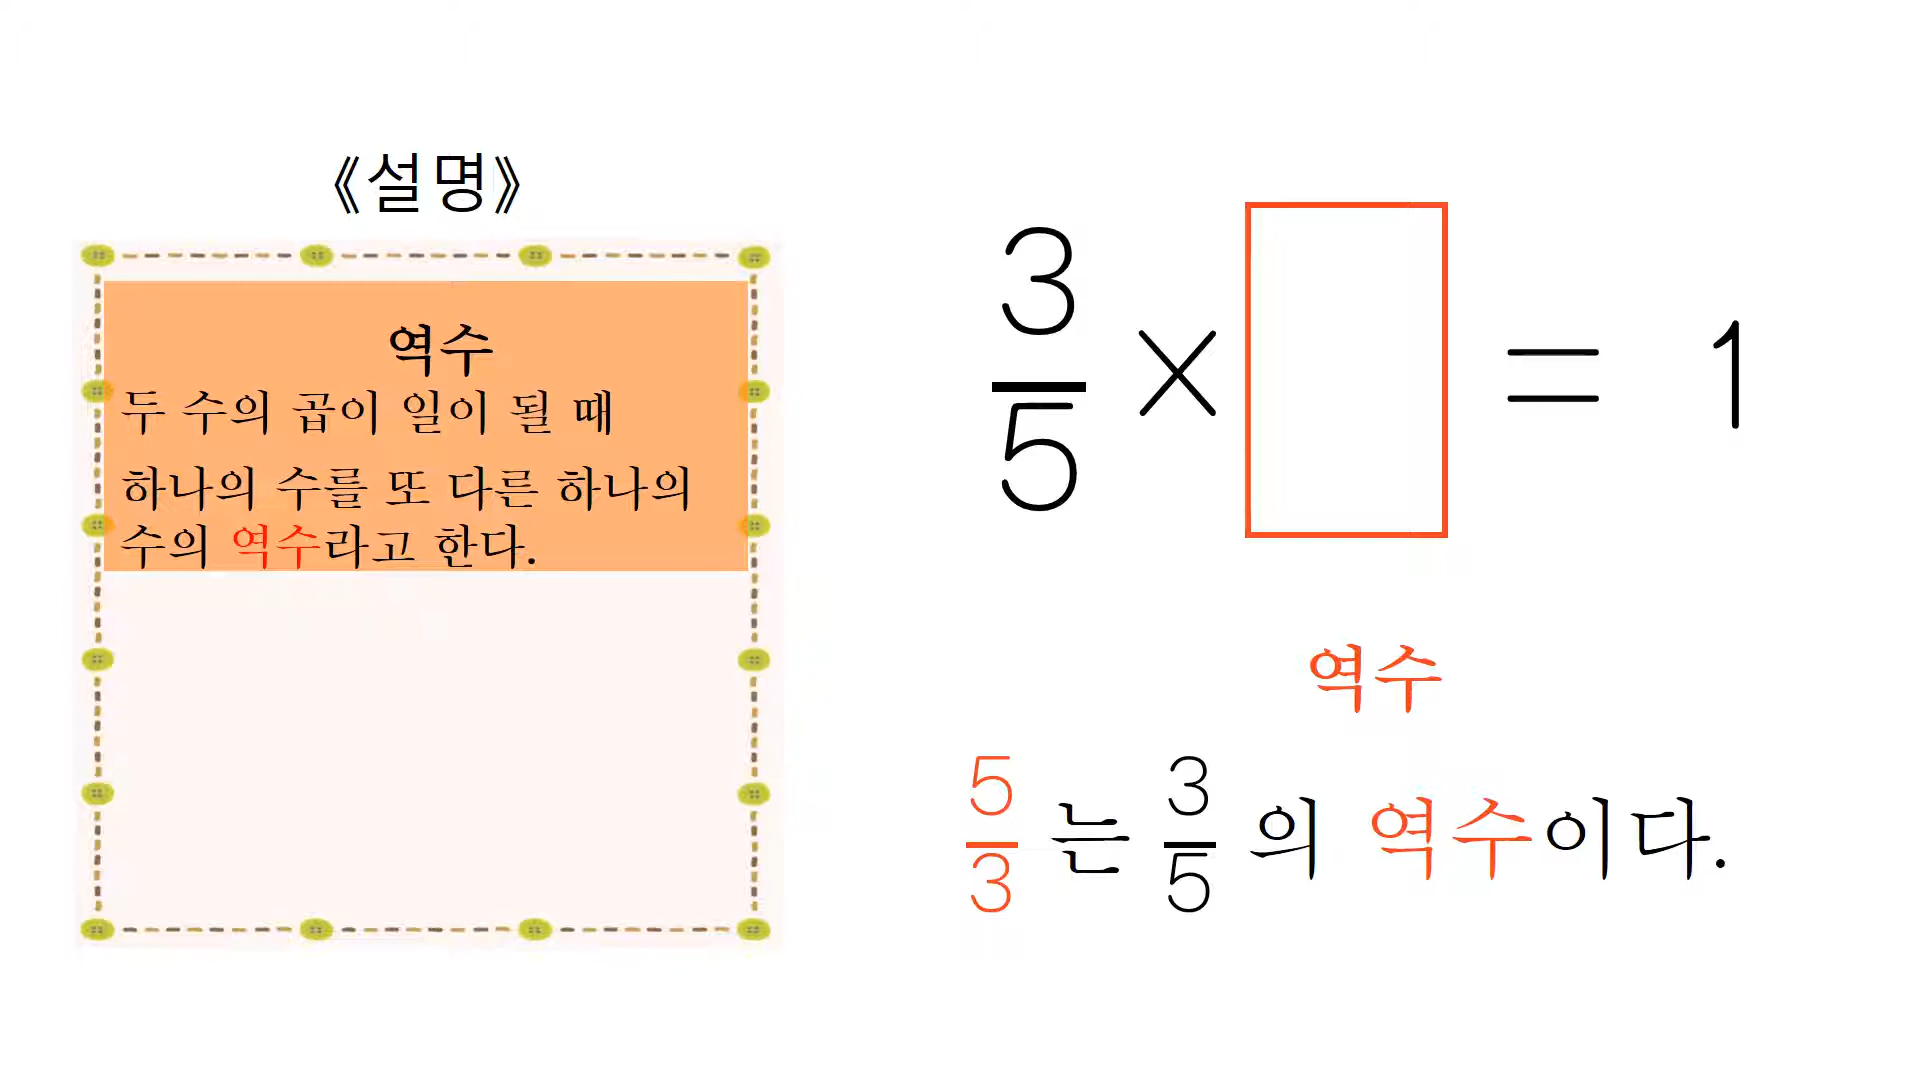 《설명》
역수
두 수의 곱이 일이 될 때
하나의 수를 또 다른 하나의
수의 역수라고 한다.
3/5 × = 1
역수
5/3 는 3/5 의 역수이다.